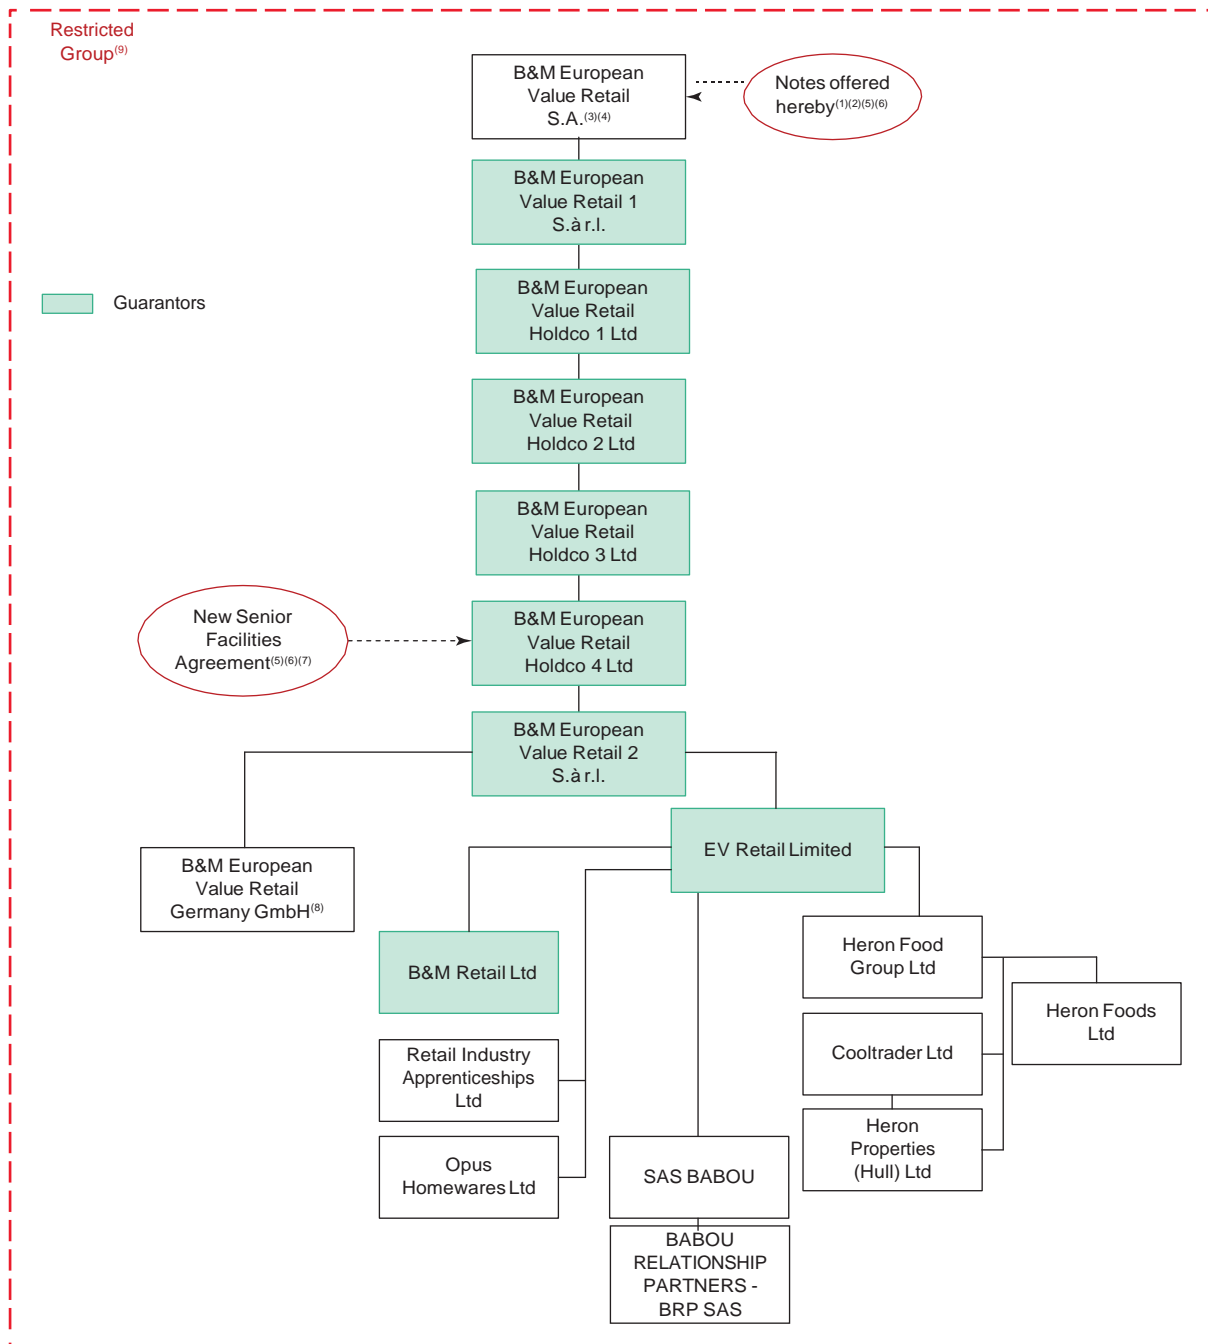 Restricted
Group(9)
B&M European
Value Retail
S.A.(3)(4)
Notes offered
hereby(1)(2)(5)(6)
B&M European
Value Retail 1
S.à r.l.
Guarantors
B&M European
Value Retail
Holdco 1 Ltd
B&M European
Value Retail
Holdco 2 Ltd
B&M European
Value Retail
Holdco 3 Ltd
New Senior
Facilities
Agreement(5)(6)(7)
B&M European
Value Retail
Holdco 4 Ltd
B&M European
Value Retail 2
S.à r.l.
EV Retail Limited
B&M European
Value Retail
Germany GmbH(8)
B&M Retail Ltd
Heron Food
Group Ltd
Heron Foods
Ltd
Cooltrader Ltd
Retail Industry
Apprenticeships
Ltd
Heron
Properties
(Hull) Ltd
Opus
Homewares Ltd
SAS BABOU
BABOU
RELATIONSHIP
PARTNERS -
BRP SAS